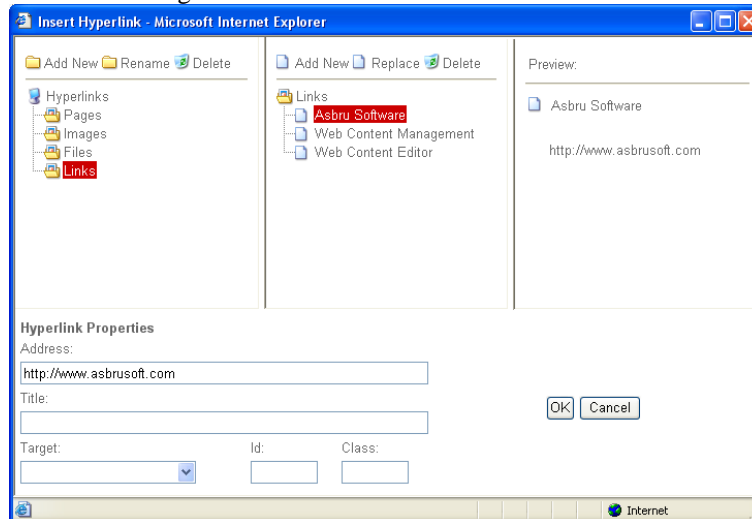 Insert Hyperlink - Microsoft Internet Explorer
Add New Rename Delete
Hyperlinks
Pages
Images
Files
Links
Add New Replace Delete
Links
Asbru Software
Web Content Management
Web Content Editor
Preview:
Asbru Software
http://www.asbrusoft.com
Hyperlink Properties
Address:
http://www.asbrusoft.com
Title:
OK Cancel
Target: Id: Class:
Internet